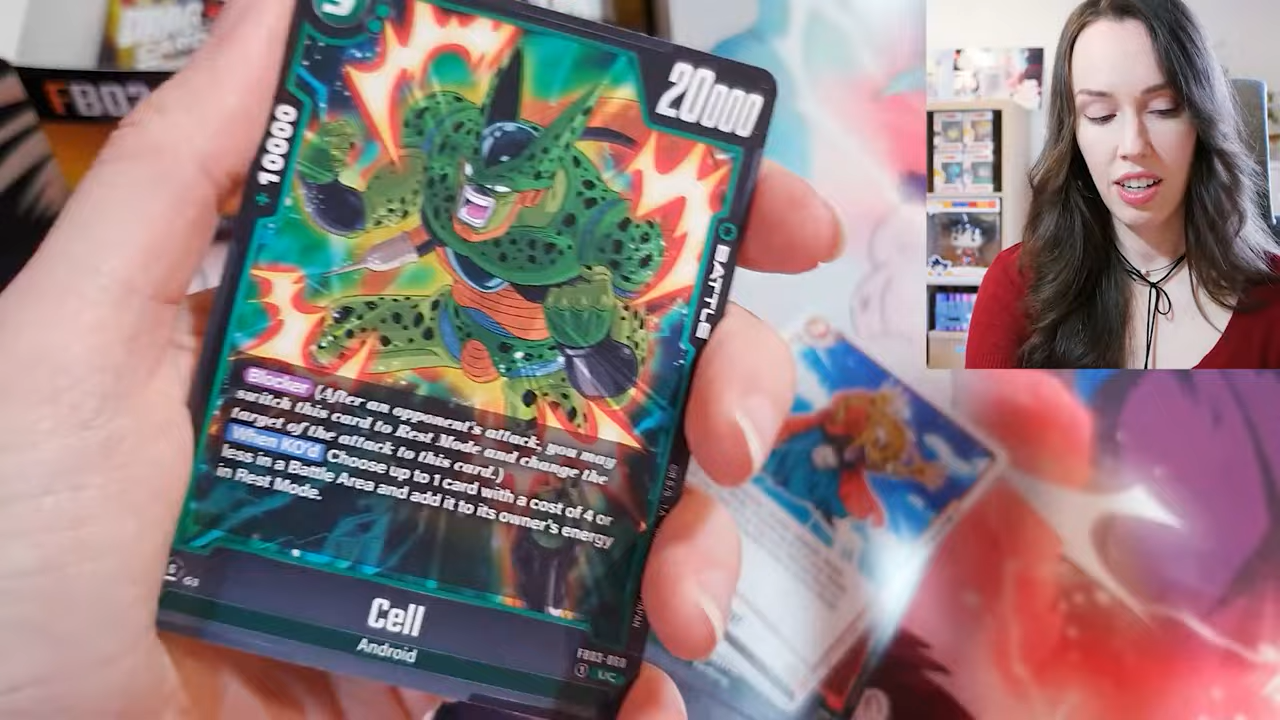 FB03
20000
+ 10000
BATTLE
Blocker (After an opponent's attack, you may
switch this card to Rest Mode and change the
target of the attack to this card.)
When KO'd Choose up to 1 card with a cost of 4 or
less in a Battle Area and add it to its owner's energy
in Rest Mode.
Cell
Android
FB03-060
UC